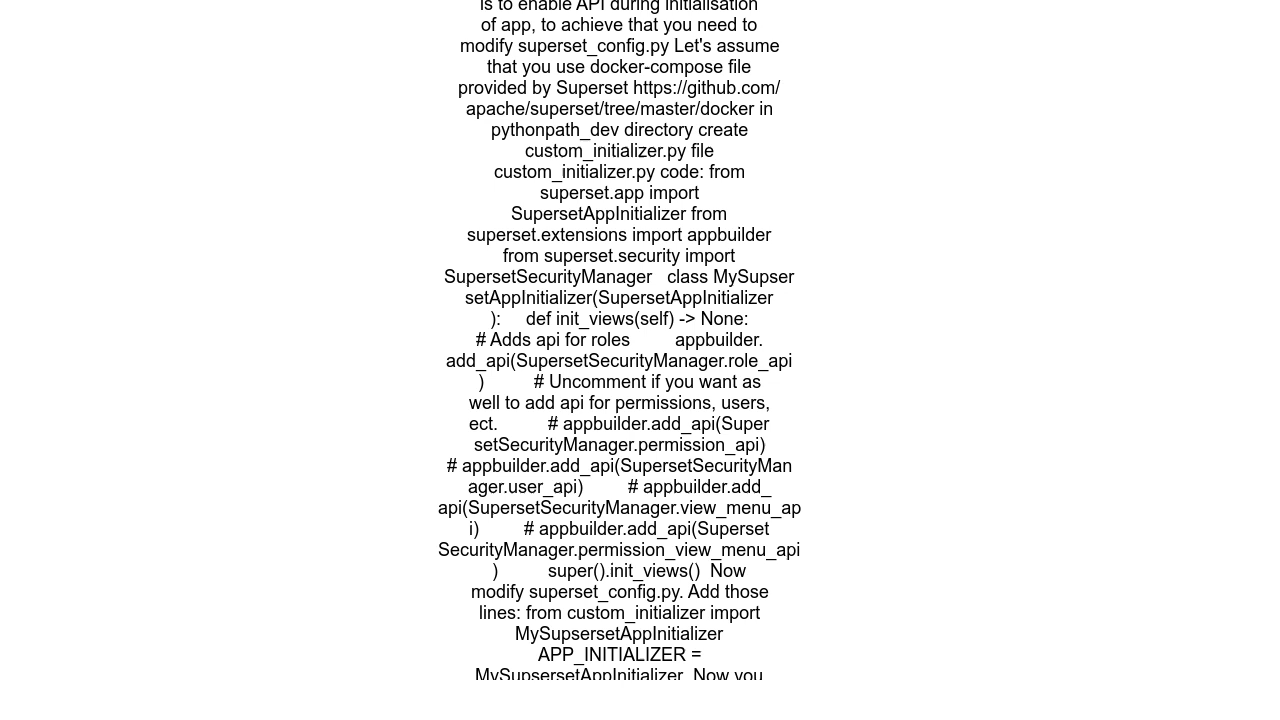 is to enable API during initialisation
of app, to achieve that you need to
modify superset_config.py Let's assume
that you use docker-compose file
provided by Superset https://github.com/
apache/superset/tree/master/docker in
pythonpath_dev directory create
custom_initializer.py file
custom_initializer.py code: from
superset.app import
SupersetAppInitializer from
superset.extensions import appbuilder
from superset.security import
SupersetSecurityManager   class MySupser
setAppInitializer(SupersetAppInitializer
):     def init_views(self) -> None:
# Adds api for roles         appbuilder.
add_api(SupersetSecurityManager.role_api
)          # Uncomment if you want as
well to add api for permissions, users,
ect.          # appbuilder.add_api(Super
setSecurityManager.permission_api)
# appbuilder.add_api(SupersetSecurityMan
ager.user_api)         # appbuilder.add_
api(SupersetSecurityManager.view_menu_ap
i)         # appbuilder.add_api(Superset
SecurityManager.permission_view_menu_api
)          super().init_views()  Now
modify superset_config.py. Add those
lines: from custom_initializer import
MySupsersetAppInitializer
APP_INITIALIZER =
MySupsersetAppInitializer  Now you